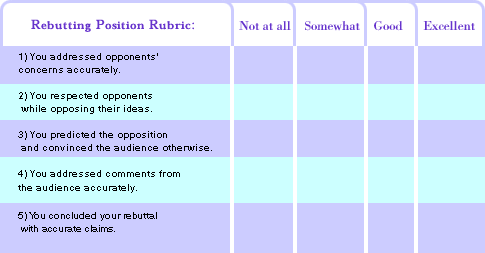 Rebutting Position Rubric: Not at all Somewhat Good Excellent
1) You addressed opponents'
concerns accurately.
2) You respected opponents
while opposing their ideas.
3) You predicted the opposition
and convinced the audience otherwise.
4) You addressed comments from
the audience accurately.
5) You concluded your rebuttal
with accurate claims.